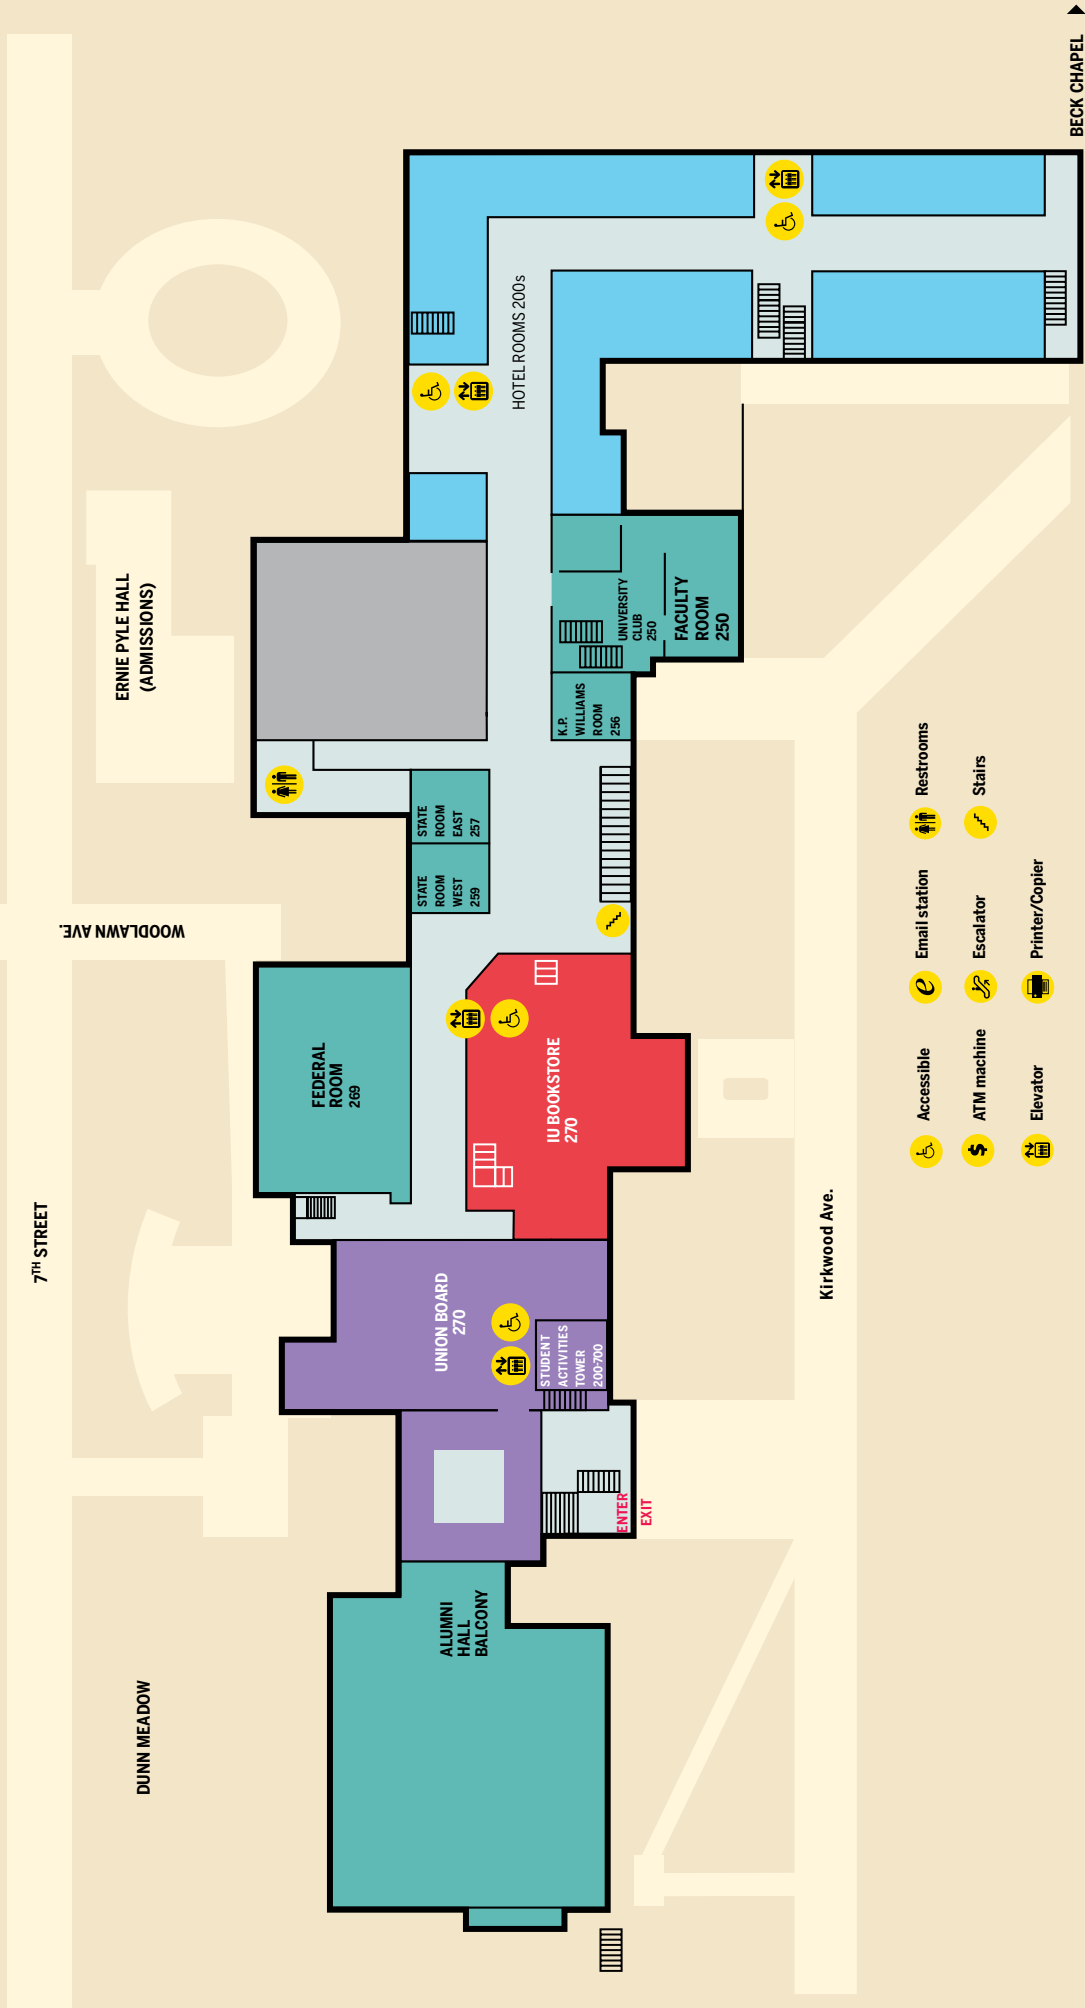 BECK CHAPEL
HOTEL ROOMS 200s
ERNIE PYLE HALL
(ADMISSIONS)
UNIVERSITY
CLUB
250
FACULTY
ROOM
250
K.P.
WILLIAMS
ROOM
256
STATE
ROOM
EAST
257
STATE
ROOM
WEST
259
WOODLAWN AVE.
FEDERAL
ROOM
269
IU BOOKSTORE
270
7TH STREET
UNION BOARD
270
STUDENT
ACTIVITIES
TOWER
200-700
ENTER
EXIT
ALUMNI
HALL
BALCONY
DUNN MEADOW
Kirkwood Ave.
Accessible
Email station
Restrooms
ATM machine
Escalator
Stairs
Elevator
Printer/Copier